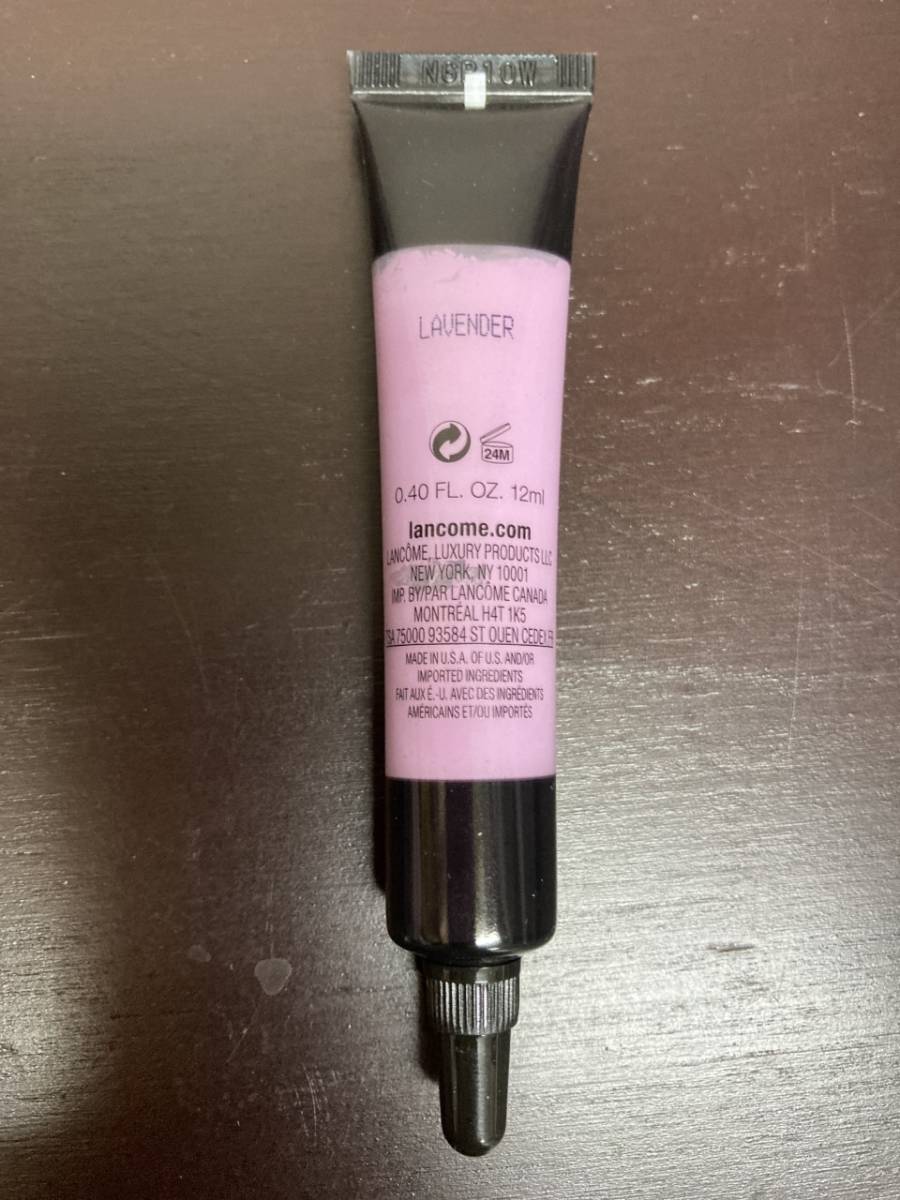 LAVENDER
24M
0.40 FL. OZ. 12ml
lancome.com
LANCÔME, LUXURY PRODUCTS LLC
NEW YORK, NY 10001
IMP. BY/PAR LANCÔME CANADA
MONTRÉAL H4T 1K5
TSA 75000 93584 ST OUEN CEDEX FR
MADE IN U.S.A. OF U.S. AND/OR
IMPORTED INGREDIENTS
FAIT AUX É.-U. AVEC DES INGRÉDIENTS
AMÉRICAINS ET/OU IMPORTÉS